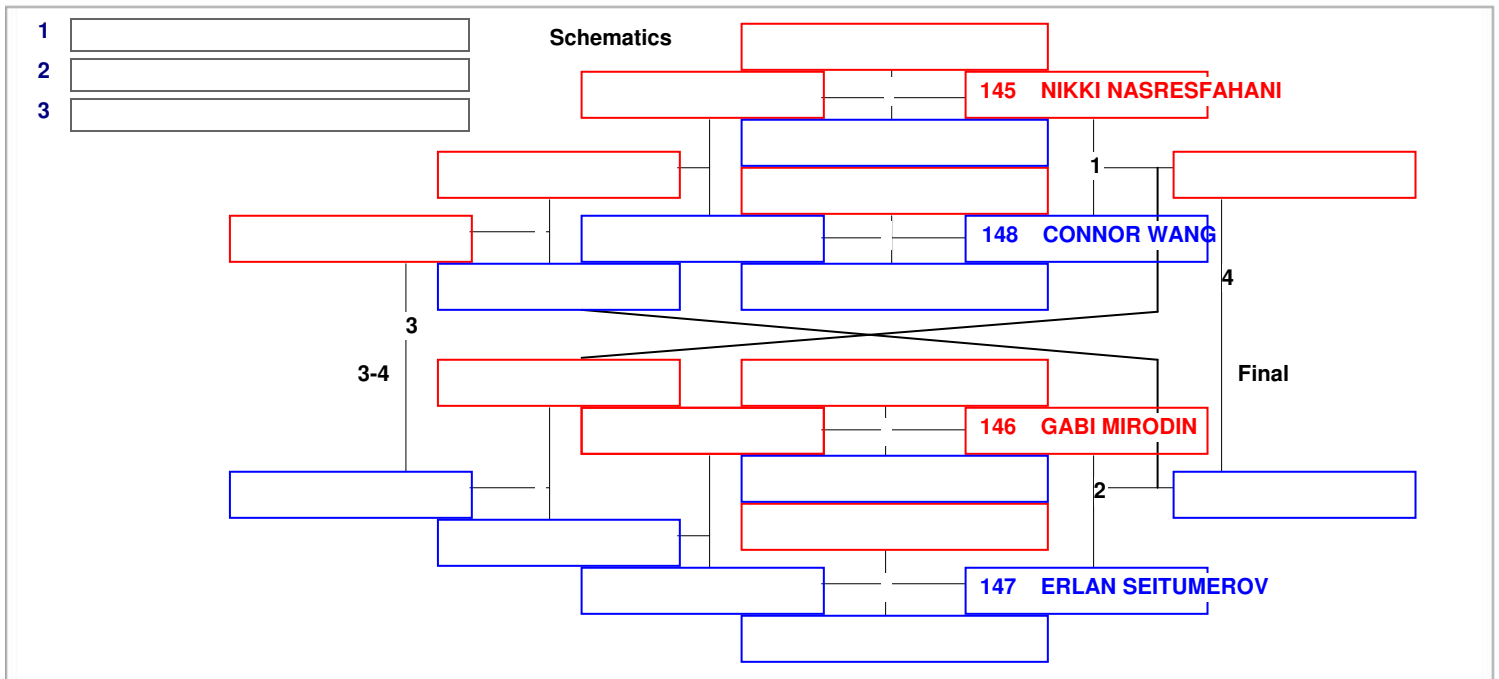 1
Schematics
2
145 NIKKI NASRESFAHANI
3
1
148 CONNOR WANG
4
3
3-4
Final
146 GABI MIRODIN
2
147 ERLAN SEITUMEROV